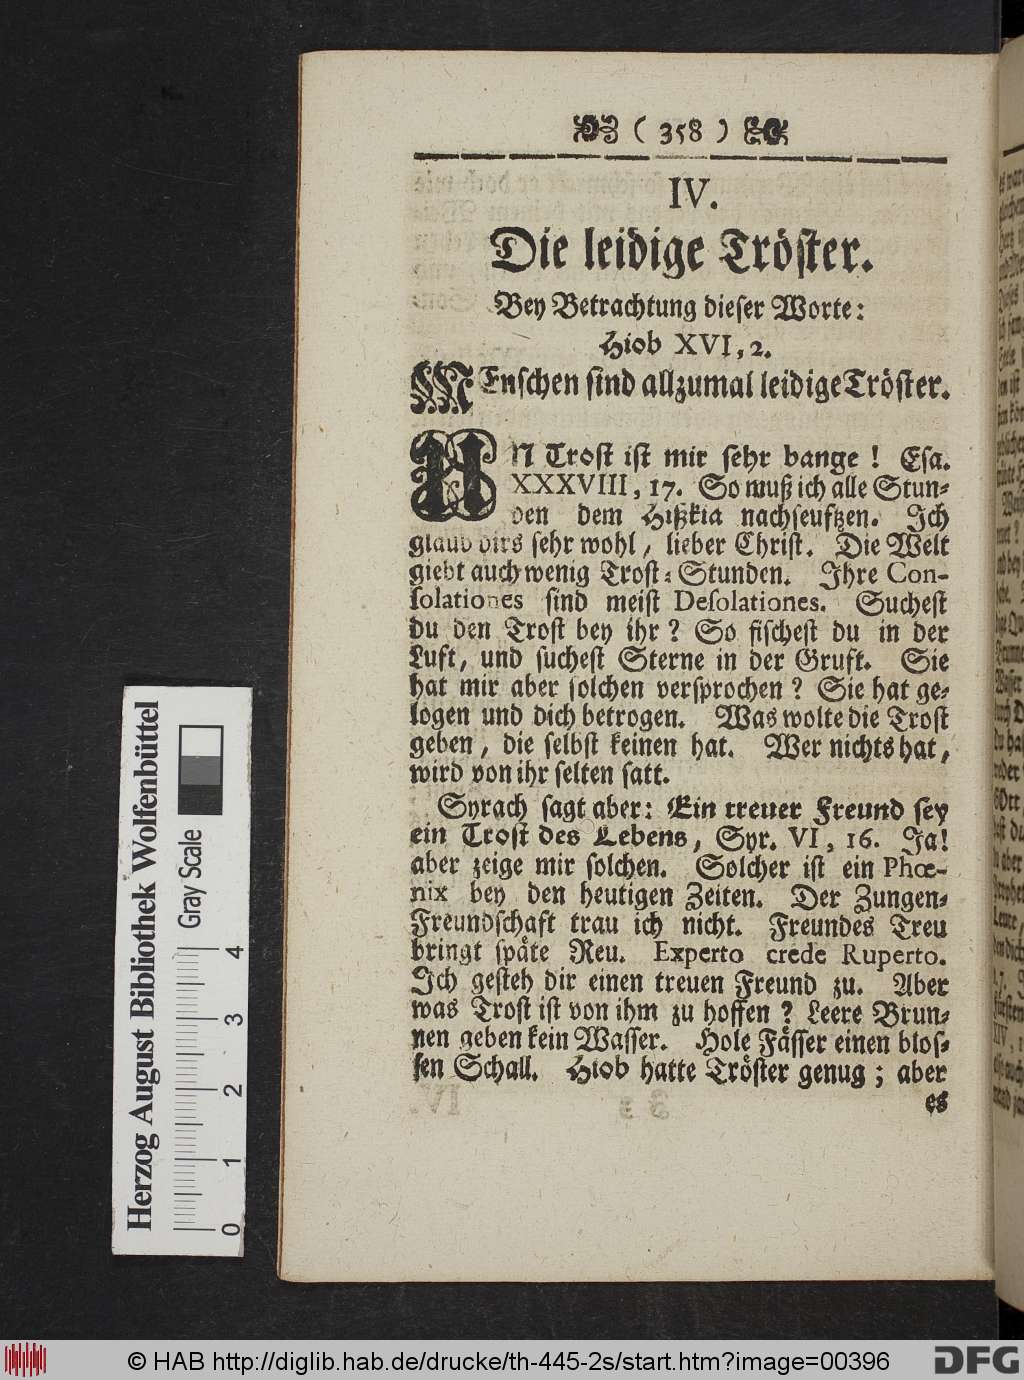 ( 358 )
IV.
Die leidige Tröſter.
Bey Betrachtung dieſer Worte:
Hiob XVI, 2.
MEnſchen ſind allzumal leidige Tröſter.
UM Troſt iſt mir ſehr bange! Eſa.
XXXVIII, 17. So muß ich alle Stun-
den dem Hißkia nachſeufzen. Ich
glaub dirs ſehr wohl, lieber Chriſt. Die Welt
giebt auch wenig Troſt-Stunden. Ihre Con-
ſolationes ſind meiſt Deſolationes. Sucheſt
du den Troſt bey ihr? So fiſcheſt du in der
Luft, und ſucheſt Sterne in der Gruft. Sie
hat mir aber ſolchen verſprochen? Sie hat ge-
logen und dich betrogen. Was wolte die Troſt
geben, die ſelbſt keinen hat. Wer nichts hat,
wird von ihr ſelten ſatt.
Syrach ſagt aber: Ein treuer Freund ſey
ein Troſt des Lebens, Syr. VI, 16. Ja!
aber zeige mir ſolchen. Solcher iſt ein Phœ-
nix bey den heutigen Zeiten. Der Zungen-
Freundſchaft trau ich nicht. Freundes Treu
bringt ſpäte Reu. Experto crede Ruperto.
Ich geſteh dir einen treuen Freund zu. Aber
was Troſt iſt von ihm zu hoffen? Leere Brun-
nen geben kein Waſſer. Hole Fäſſer einen bloſ-
ſen Schall. Hiob hatte Tröſter genug; aber
es
Herzog August Bibliothek Wolfenbüttel
Gray Scale
0 1 2 3 4
© HAB http://diglib.hab.de/drucke/th-445-2s/start.htm?image=00396
DFG